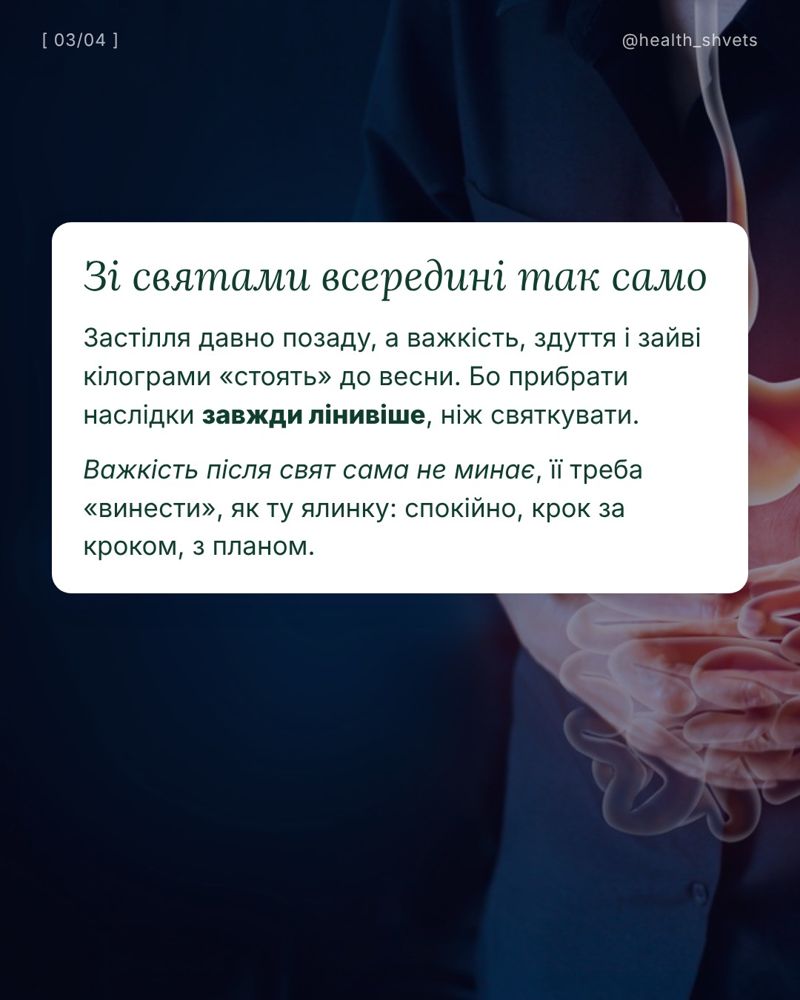 [ 03/04 ]
@health_shvets
Зі святами всередині так само
Застілля давно позаду, а важкість, здуття і зайві
кілограми «стоять» до весни. Бо прибрати
наслідки завжди лінивіше, ніж святкувати.
Важкість після свят сама не минає, її треба
«винести», як ту ялинку: спокійно, крок за
кроком, з планом.